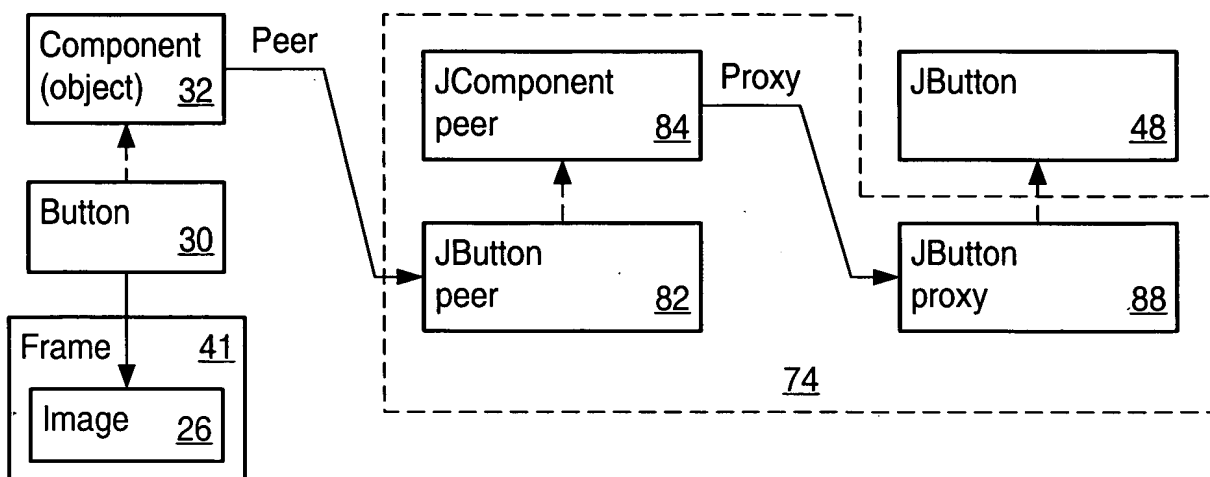 Component
(object) 32
Peer
JComponent
peer 84
Proxy
JButton
48
Button
30
JButton
peer 82
JButton
proxy 88
Frame 41
Image 26
74